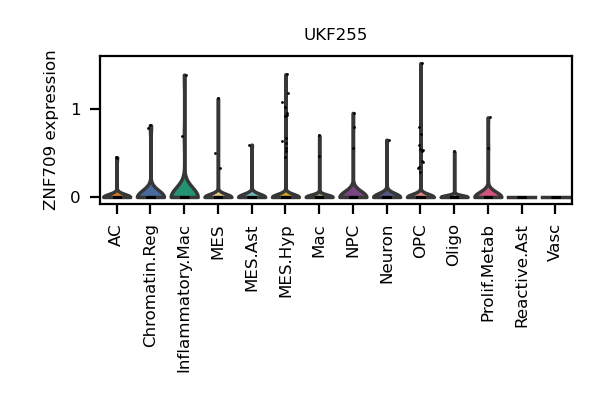 UKF255
ZNF709 expression
1
0
AC
Chromatin.Reg
Inflammatory.Mac
MES
MES.Ast
MES.Hyp
Mac
NPC
Neuron
OPC
Oligo
Prolif.Metab
Reactive.Ast
Vasc